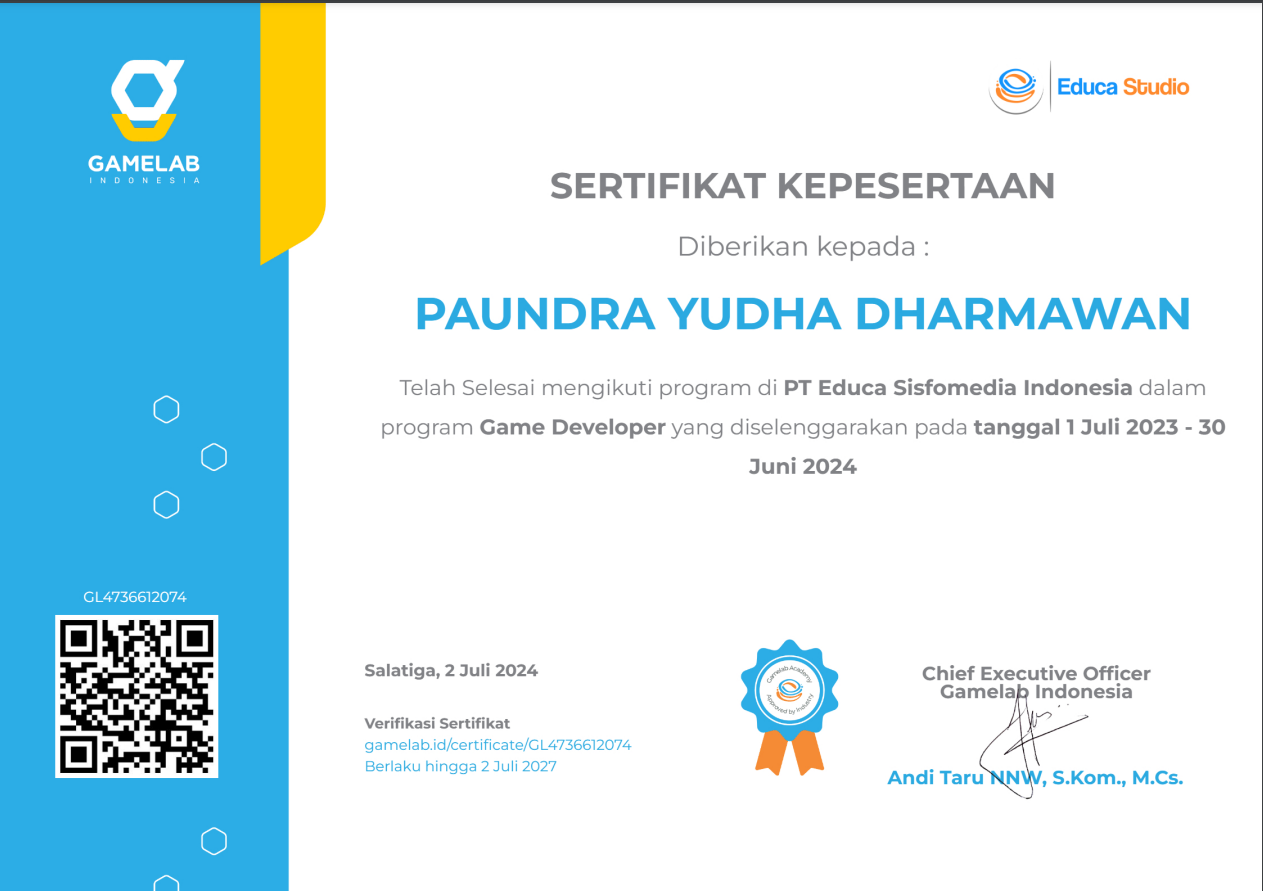 GAMELAB
INDONESIA
Educa Studio
SERTIFIKAT KEPESERTAAN
Diberikan kepada :
PAUNDRA YUDHA DHARMAWAN
Telah Selesai mengikuti program di PT Educa Sisfomedia Indonesia dalam
program Game Developer yang diselenggarakan pada tanggal 1 Juli 2023 - 30
Juni 2024
GL4736612074
Salatiga, 2 Juli 2024
Verifikasi Sertifikat
gamelab.id/certificate/GL4736612074
Berlaku hingga 2 Juli 2027
Gamelab Academy
Approved by Industry
Chief Executive Officer
Gamelab Indonesia
Andi Taru NNW, S.Kom., M.Cs.